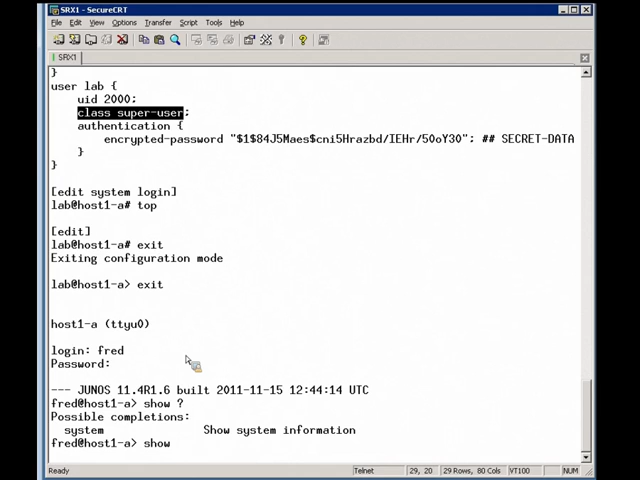 SRX1 - SecureCRT
File Edit View Options Transfer Script Tools Help
SRX1
}
user lab {
uid 2000;
class super-user;
authentication {
encrypted-password "$1$84J5Maes$cni5Hrazbd/IEHr/50oY30"; ## SECRET-DATA
}
}
[edit system login]
lab@host1-a# top
[edit]
lab@host1-a# exit
Exiting configuration mode
lab@host1-a> exit
host1-a (ttyu0)
login: fred
Password:
--- JUNOS 11.4R1.6 built 2011-11-15 12:44:14 UTC
fred@host1-a> show ?
Possible completions:
system Show system information
fred@host1-a> show
Ready Telnet 29, 20 29 Rows, 80 Cols VT100 NUM